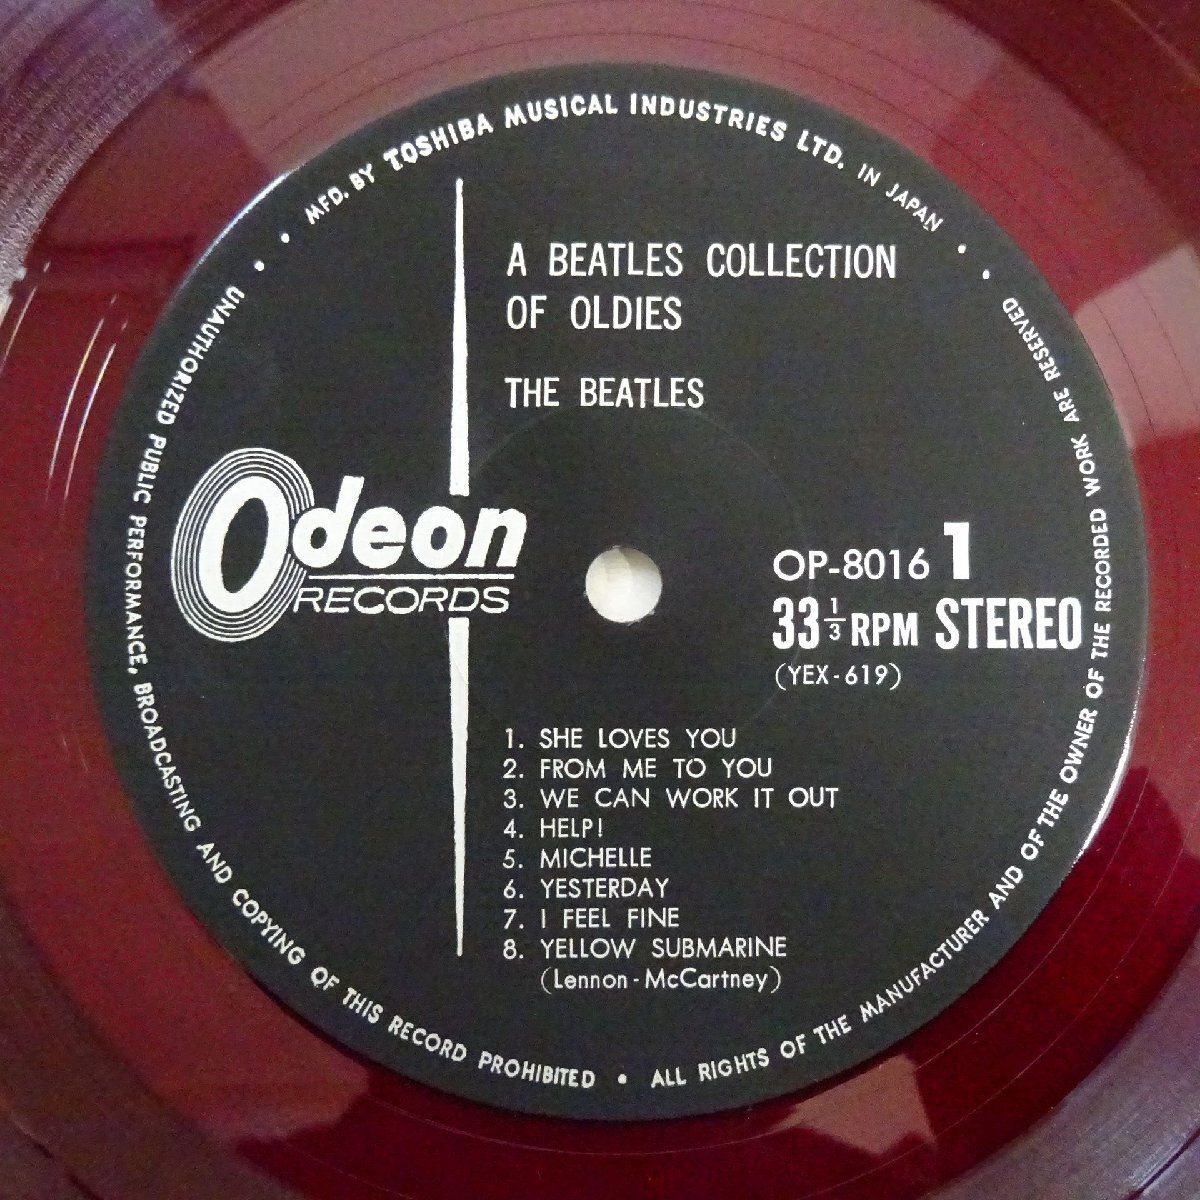 MFD. BY TOSHIBA MUSICAL INDUSTRIES LTD. IN JAPAN
A BEATLES COLLECTION
OF OLDIES
THE BEATLES
Odeon
RECORDS
OP-8016 1
33 1/3 RPM STEREO
(YEX-619)
1. SHE LOVES YOU
2. FROM ME TO YOU
3. WE CAN WORK IT OUT
4. HELP!
5. MICHELLE
6. YESTERDAY
7. I FEEL FINE
8. YELLOW SUBMARINE
(Lennon-McCartney)
UNAUTHORIZED PUBLIC PERFORMANCE, BROADCASTING AND COPYING OF THIS RECORD PROHIBITED • ALL RIGHTS OF THE MANUFACTURER AND OF THE OWNER OF THE RECORDED WORK ARE RESERVED